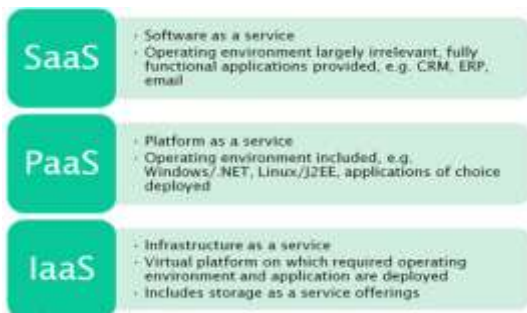 SaaS
· Software as a service
· Operating environment largely irrelevant, fully
functional applications provided, e.g. CRM, ERP,
email
PaaS
· Platform as a service
· Operating environment included, e.g.
Windows/.NET, Linux/J2EE, applications of choice
deployed
IaaS
· Infrastructure as a service
· Virtual platform on which required operating
environment and application are deployed
· Includes storage as a service offerings